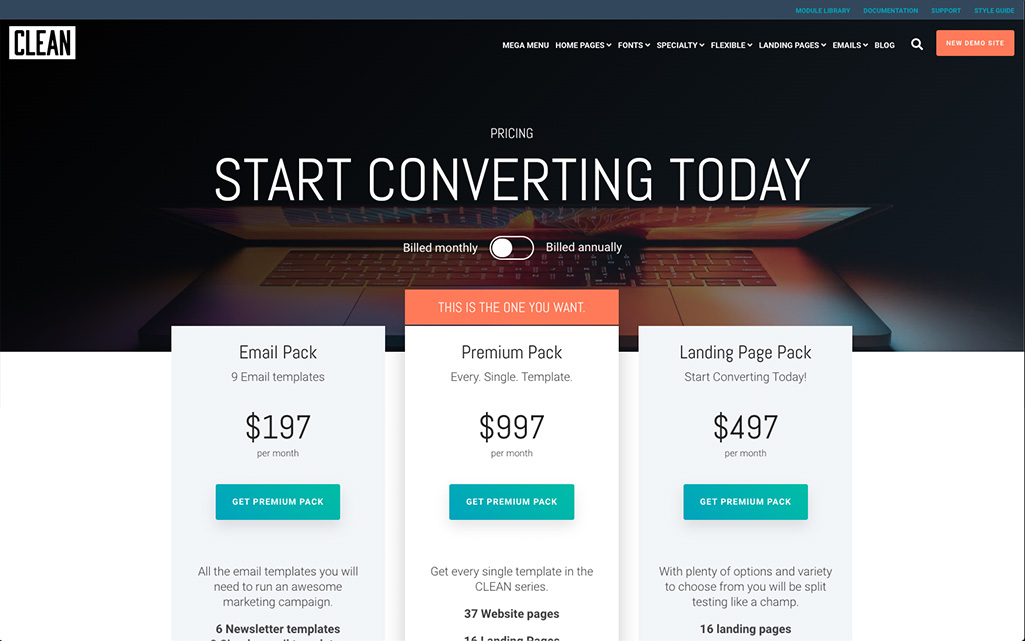 MODULE LIBRARY DOCUMENTATION SUPPORT STYLE GUIDE
CLEAN
MEGA MENU HOME PAGES FONTS SPECIALTY FLEXIBLE LANDING PAGES EMAILS BLOG
NEW DEMO SITE
PRICING
START CONVERTING TODAY
Billed monthly Billed annually
THIS IS THE ONE YOU WANT.
Email Pack
9 Email templates
$197
per month
GET PREMIUM PACK
All the email templates you will
need to run an awesome
marketing campaign.
6 Newsletter templates
Premium Pack
Every. Single. Template.
$997
per month
GET PREMIUM PACK
Get every single template in the
CLEAN series.
37 Website pages
16 Landing Pages
Landing Page Pack
Start Converting Today!
$497
per month
GET PREMIUM PACK
With plenty of options and variety
to choose from you will be split
testing like a champ.
16 landing pages